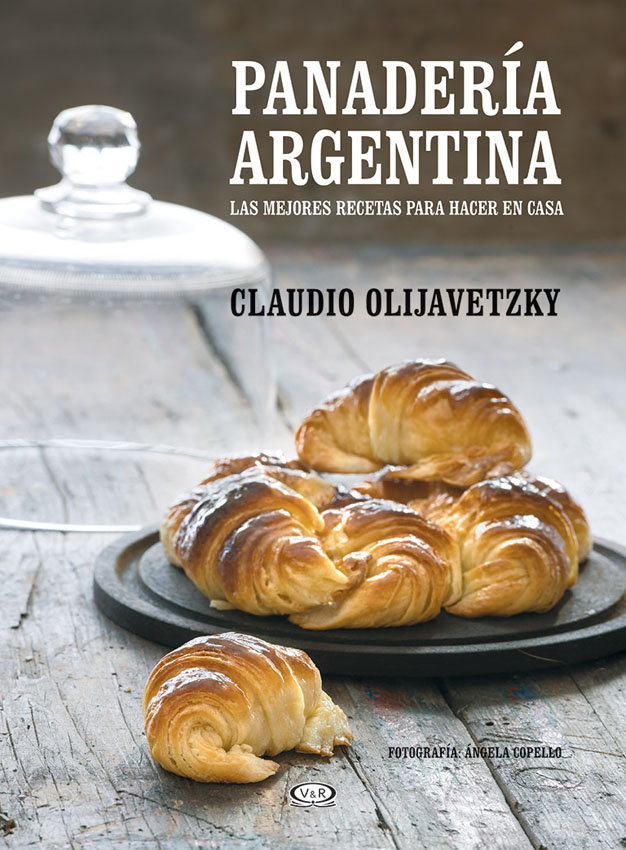 PANADERÍA
ARGENTINA
LAS MEJORES RECETAS PARA HACER EN CASA
CLAUDIO OLIJAVETZKY
FOTOGRAFÍA: ÁNGELA COPELLO
V&R